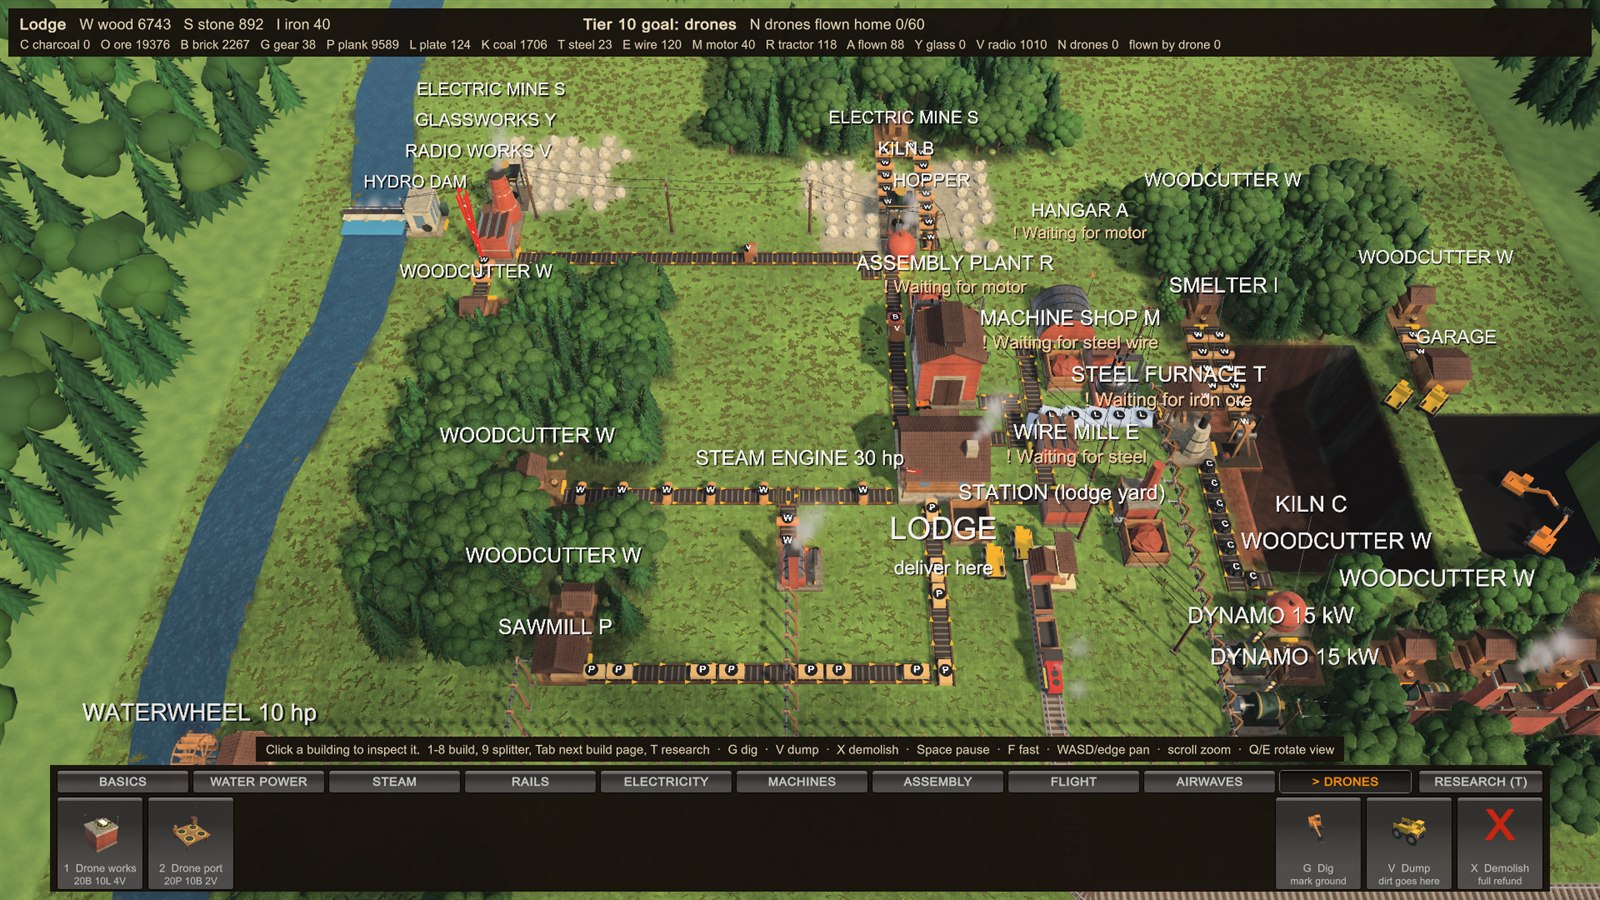 Lodge W wood 6743 S stone 892 I iron 40
Tier 10 goal: drones N drones flown home 0/60
C charcoal 0 O ore 19376 B brick 2267 G gear 38 P plank 9589 L plate 124 K coal 1706 T steel 23 E wire 120 M motor 40 R tractor 118 A flown 88 Y glass 0 V radio 1010 N drones 0 flown by drone 0
ELECTRIC MINE S
GLASSWORKS Y
RADIO WORKS V
HYDRO DAM
ELECTRIC MINE S
KILN B
HOPPER
WOODCUTTER W
HANGAR A
! Waiting for motor
WOODCUTTER W
WOODCUTTER W
ASSEMBLY PLANT R
! Waiting for motor
SMELTER I
MACHINE SHOP M
! Waiting for steel wire
GARAGE
STEEL FURNACE T
! Waiting for iron ore
WOODCUTTER W
WIRE MILL E
! Waiting for steel
STEAM ENGINE 30 hp
STATION (lodge yard)
KILN C
LODGE
deliver here
WOODCUTTER W
WOODCUTTER W
WOODCUTTER W
SAWMILL P
DYNAMO 15 kW
DYNAMO 15 kW
WATERWHEEL 10 hp
Click a building to inspect it. 1-8 build, 9 splitter, Tab next build page, T research · G dig · V dump · X demolish · Space pause · F fast · WASD/edge pan · scroll zoom · Q/E rotate view
BASICS
WATER POWER
STEAM
RAILS
ELECTRICITY
MACHINES
ASSEMBLY
FLIGHT
AIRWAVES
> DRONES
RESEARCH (T)
1 Drone works
20B 10L 4V
2 Drone port
20P 10B 2V
G Dig
mark ground
V Dump
dirt goes here
X Demolish
full refund